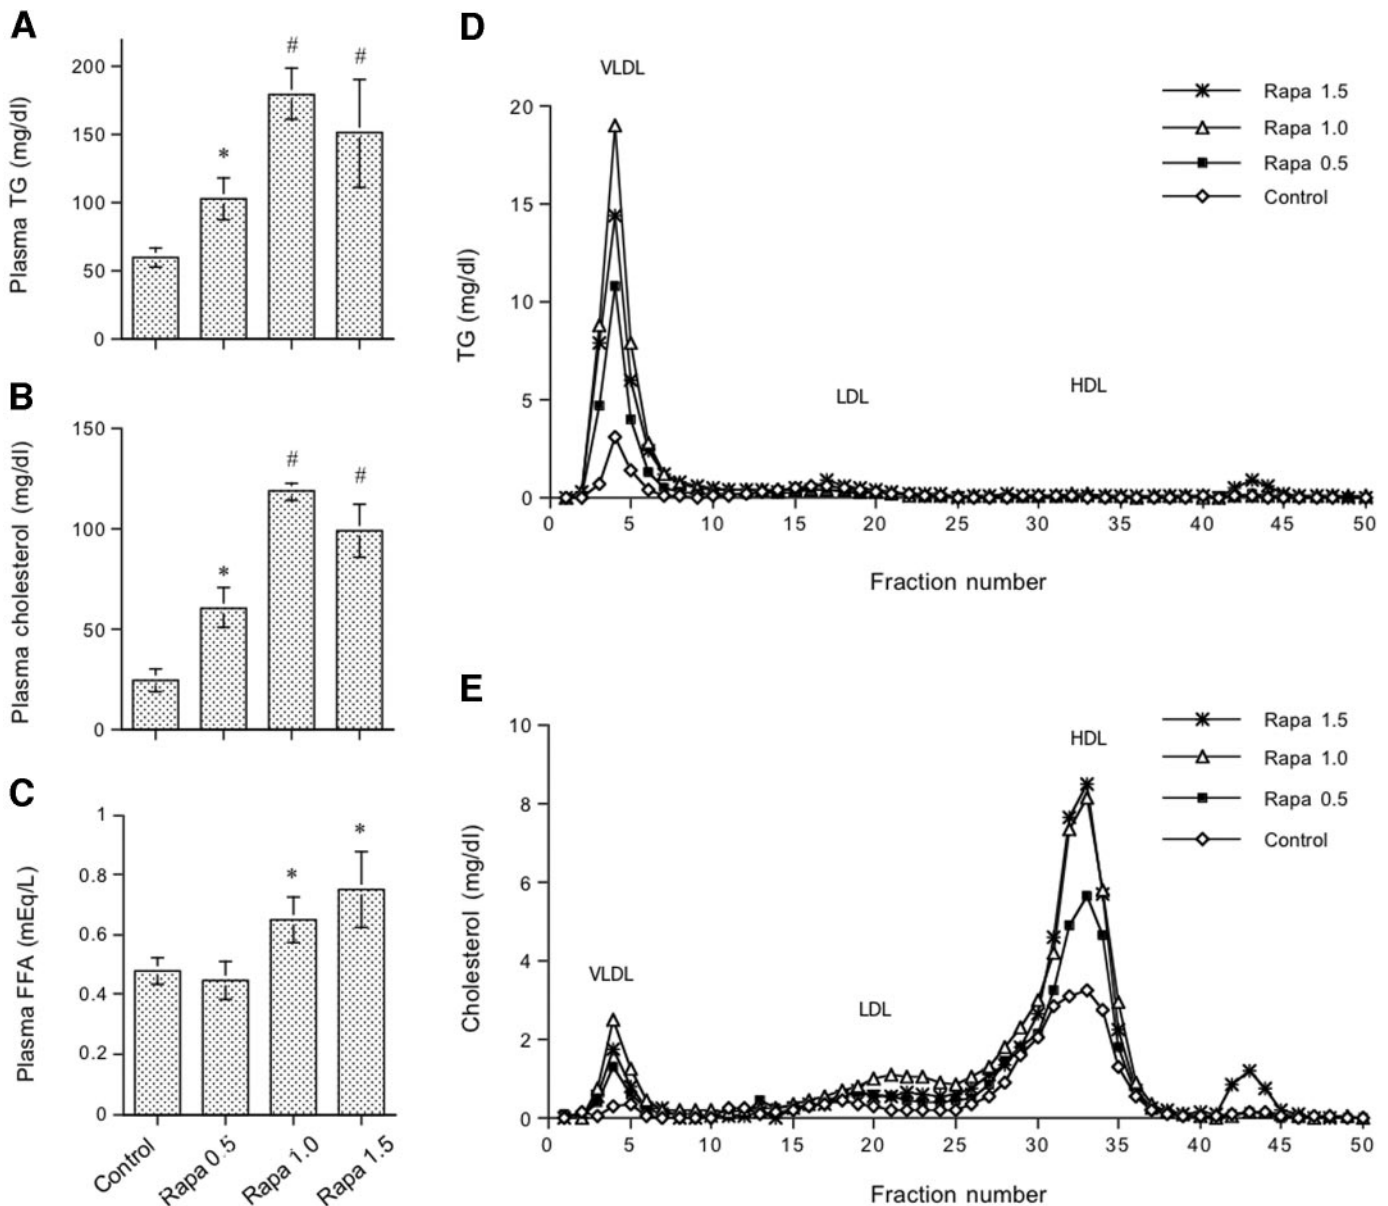 A
Plasma TG (mg/dl)
200
150
100
50
0
*
#
#
B
Plasma cholesterol (mg/dl)
150
100
50
0
*
#
#
C
Plasma FFA (mEq/L)
1
0.8
0.6
0.4
0.2
0
*
*
Control
Rapa 0.5
Rapa 1.0
Rapa 1.5
D
VLDL
LDL
HDL
Rapa 1.5
Rapa 1.0
Rapa 0.5
Control
TG (mg/dl)
20
15
10
5
0
0 5 10 15 20 25 30 35 40 45 50
Fraction number
E
VLDL
LDL
HDL
Rapa 1.5
Rapa 1.0
Rapa 0.5
Control
Cholesterol (mg/dl)
10
8
6
4
2
0
0 5 10 15 20 25 30 35 40 45 50
Fraction number